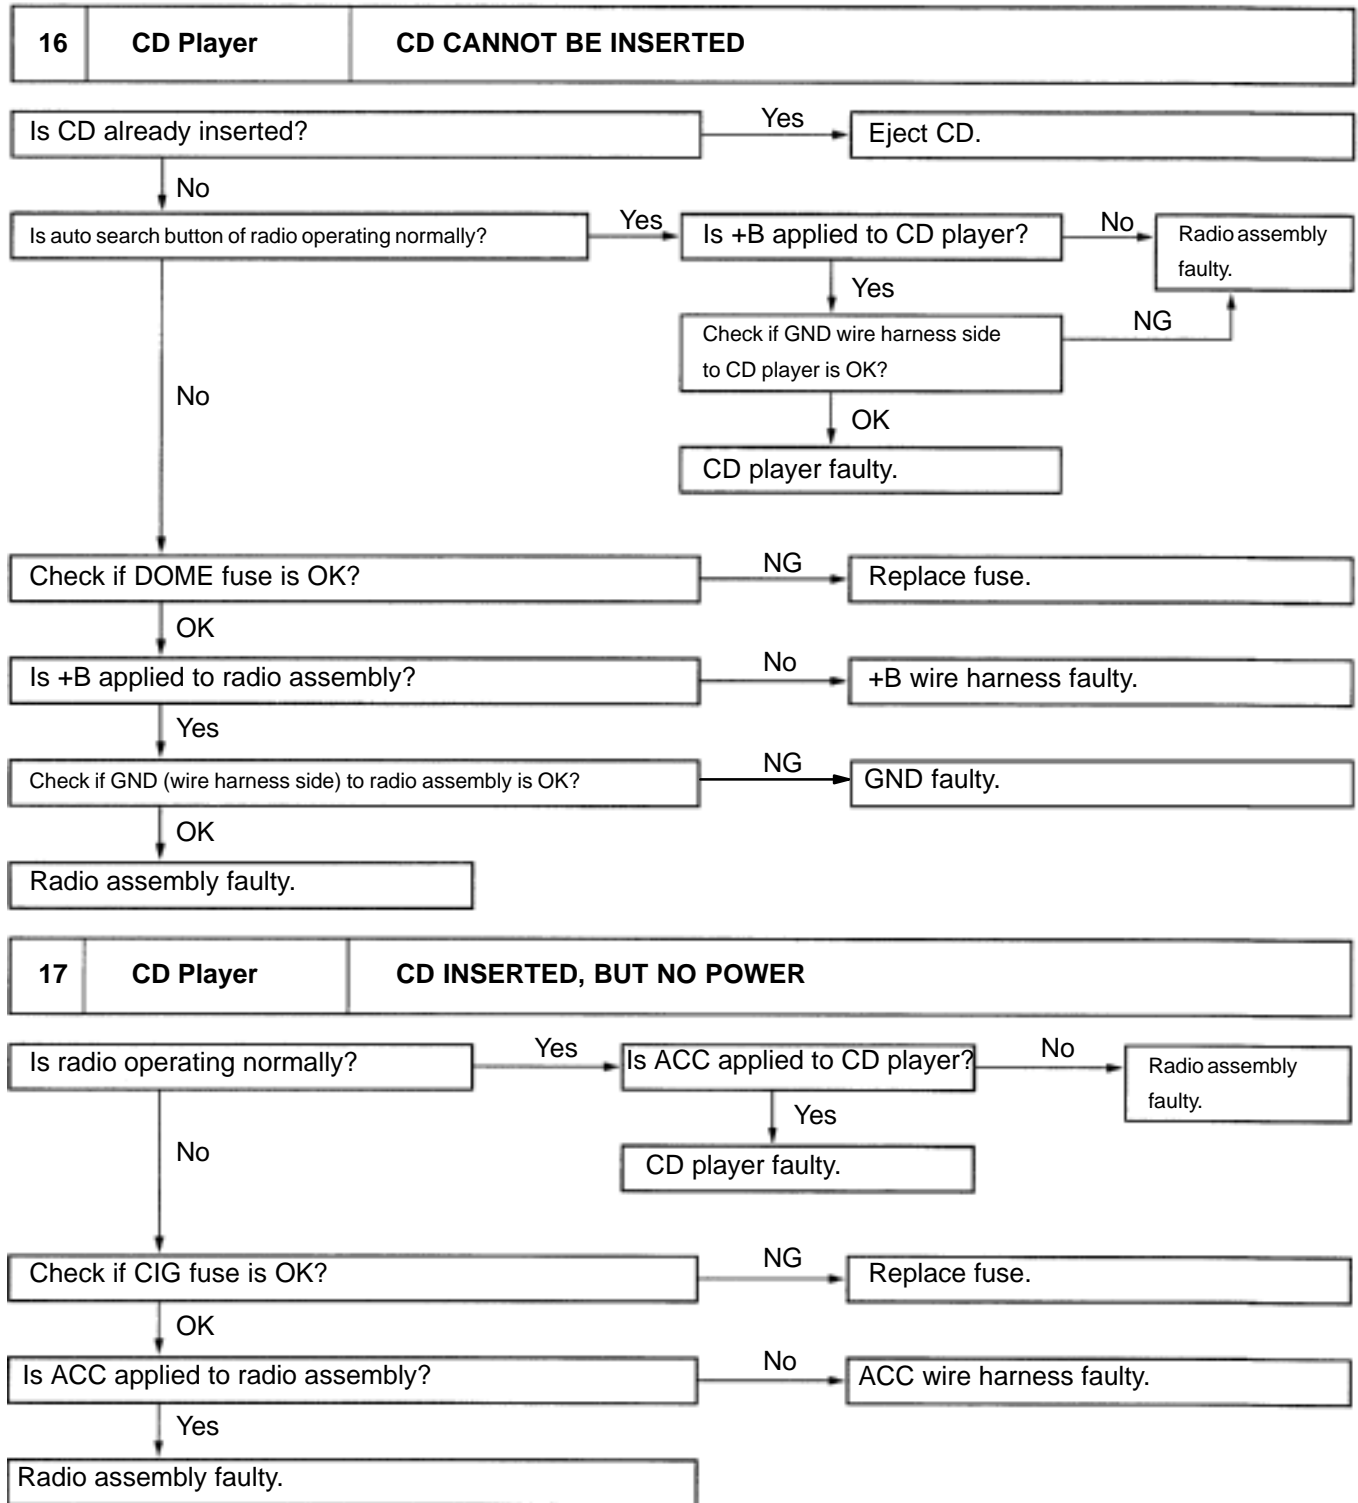 16 CD Player CD CANNOT BE INSERTED
Is CD already inserted?
Yes
Eject CD.
No
Is auto search button of radio operating normally?
Yes
Is +B applied to CD player?
No
Radio assembly
faulty.
Yes
Check if GND wire harness side
to CD player is OK?
NG
No
OK
CD player faulty.
Check if DOME fuse is OK?
NG
Replace fuse.
OK
Is +B applied to radio assembly?
No
+B wire harness faulty.
Yes
Check if GND (wire harness side) to radio assembly is OK?
NG
GND faulty.
OK
Radio assembly faulty.
17 CD Player CD INSERTED, BUT NO POWER
Is radio operating normally?
Yes
Is ACC applied to CD player?
No
Radio assembly
faulty.
Yes
No
CD player faulty.
Check if CIG fuse is OK?
NG
Replace fuse.
OK
Is ACC applied to radio assembly?
No
ACC wire harness faulty.
Yes
Radio assembly faulty.